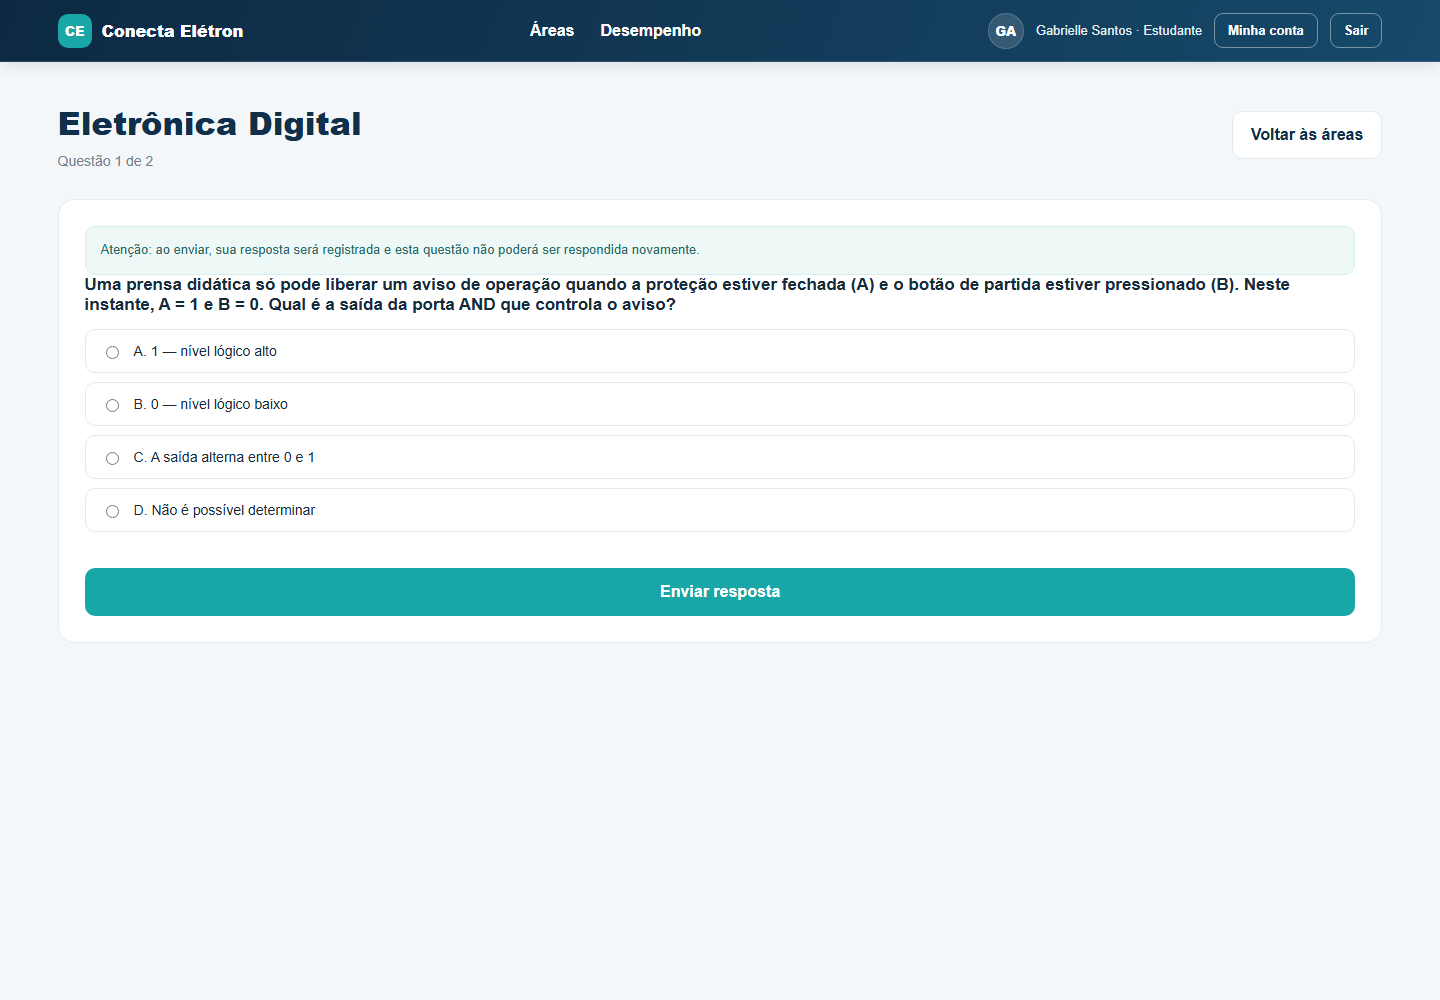 CE Conecta Elétron Áreas Desempenho GA Gabrielle Santos · Estudante Minha conta Sair
Eletrônica Digital
Questão 1 de 2
Voltar às áreas
Atenção: ao enviar, sua resposta será registrada e esta questão não poderá ser respondida novamente.
Uma prensa didática só pode liberar um aviso de operação quando a proteção estiver fechada (A) e o botão de partida estiver pressionado (B). Neste
instante, A = 1 e B = 0. Qual é a saída da porta AND que controla o aviso?
A. 1 — nível lógico alto
B. 0 — nível lógico baixo
C. A saída alterna entre 0 e 1
D. Não é possível determinar
Enviar resposta